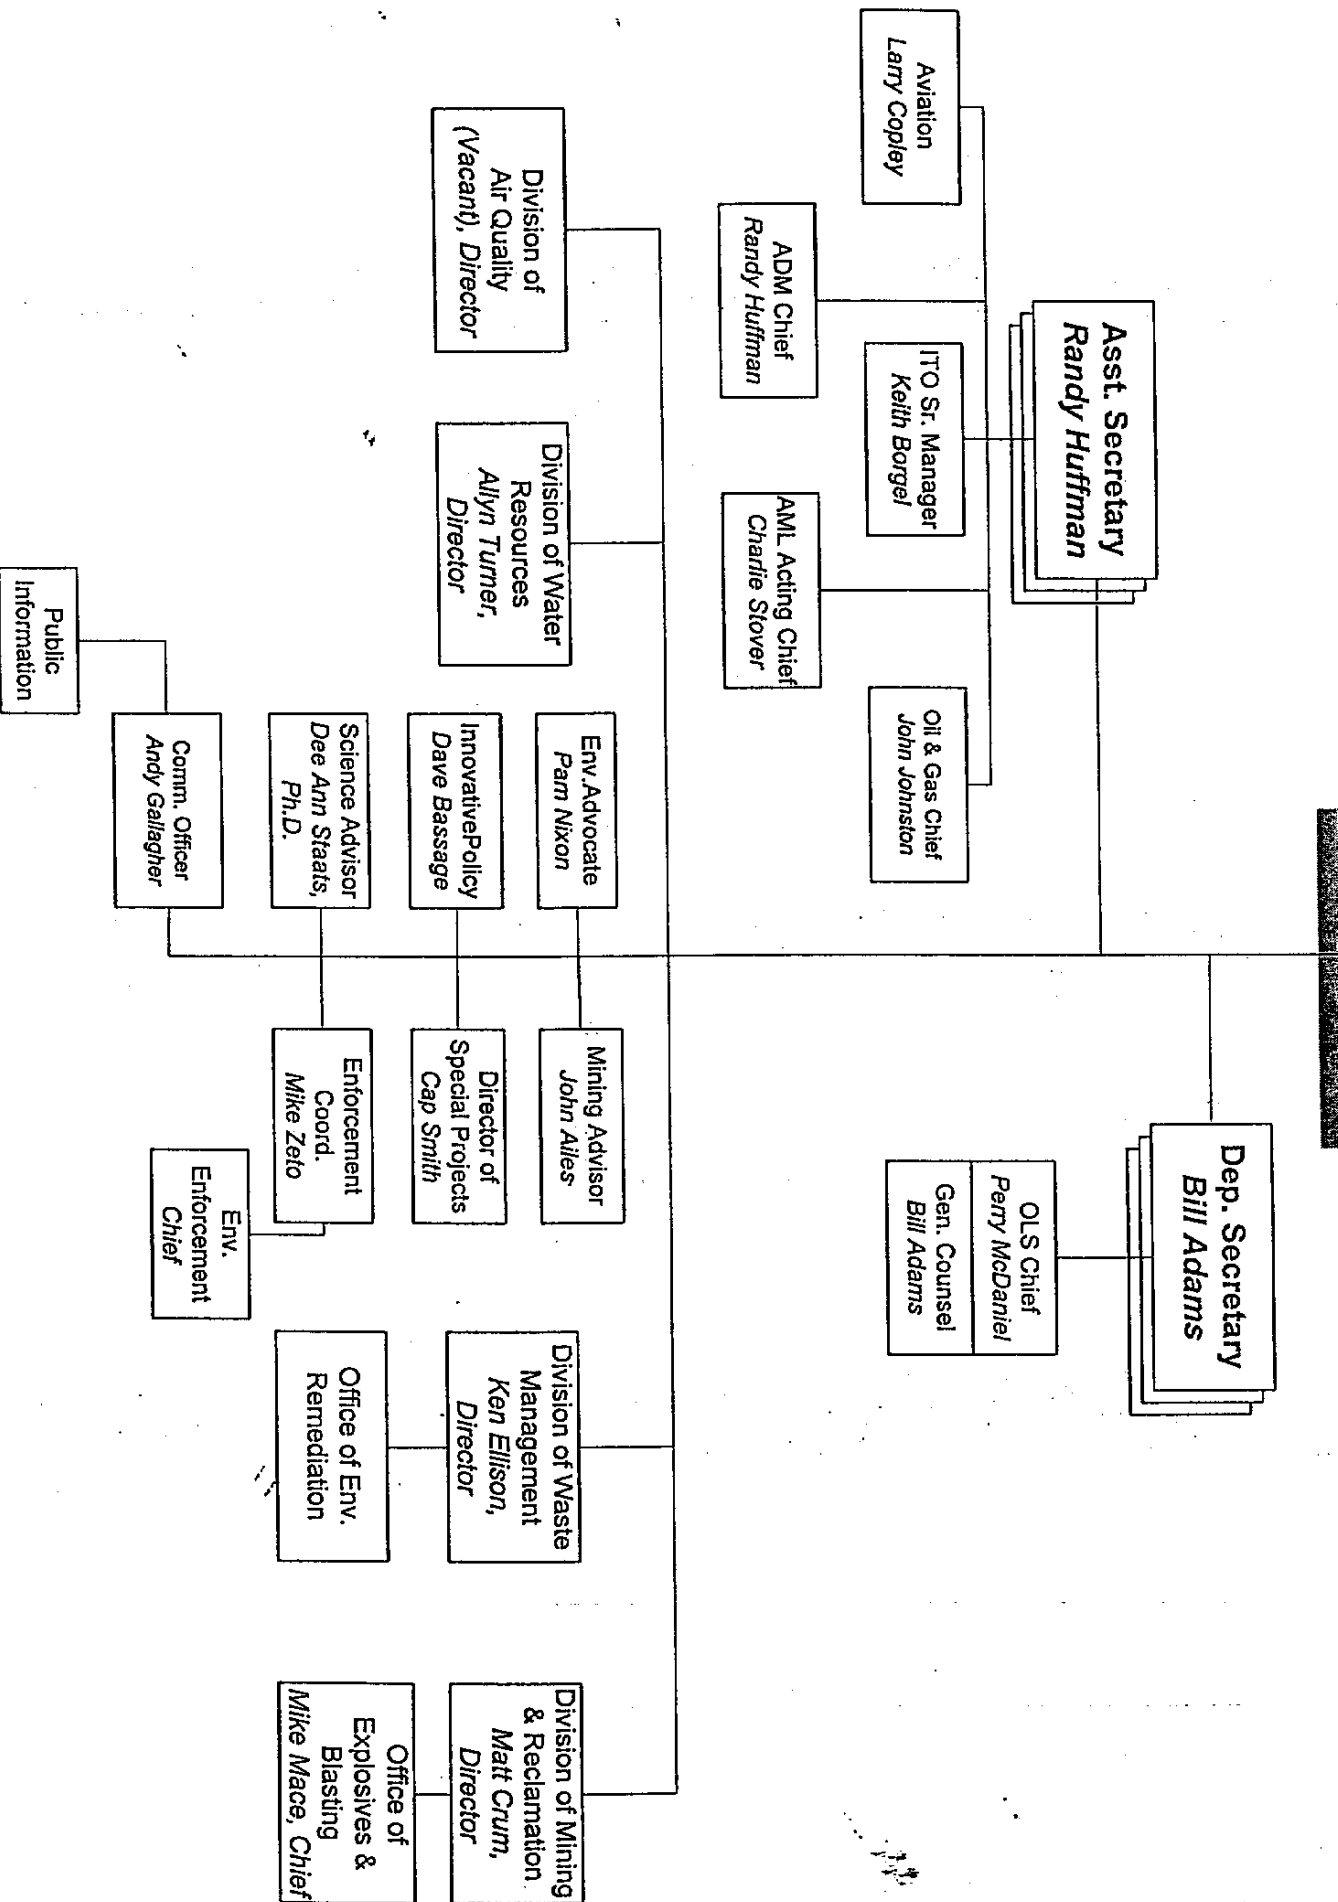 Asst. Secretary
Randy Huffman
Dep. Secretary
Bill Adams
Aviation
Larry Copley
ADM Chief
Randy Huffman
ITO Sr. Manager
Keith Borgel
AML Acting Chief
Charlie Stover
Oil & Gas Chief
John Johnston
OLS Chief
Perry McDaniel
Gen. Counsel
Bill Adams
Division of
Air Quality
(Vacant), Director
Division of Water
Resources
Allyn Turner,
Director
Env.Advocate
Pam Nixon
Mining Advisor
John Ailes
InnovativePolicy
Dave Bassage
Director of
Special Projects
Cap Smith
Science Advisor
Dee Ann Staats,
Ph.D.
Enforcement
Coord.
Mike Zeto
Comm. Officer
Andy Gallagher
Env.
Enforcement
Chief
Public
Information
Division of Waste
Management
Ken Ellison,
Director
Office of Env.
Remediation
Division of Mining
& Reclamation
Matt Crum,
Director
Office of
Explosives &
Blasting
Mike Mace, Chief